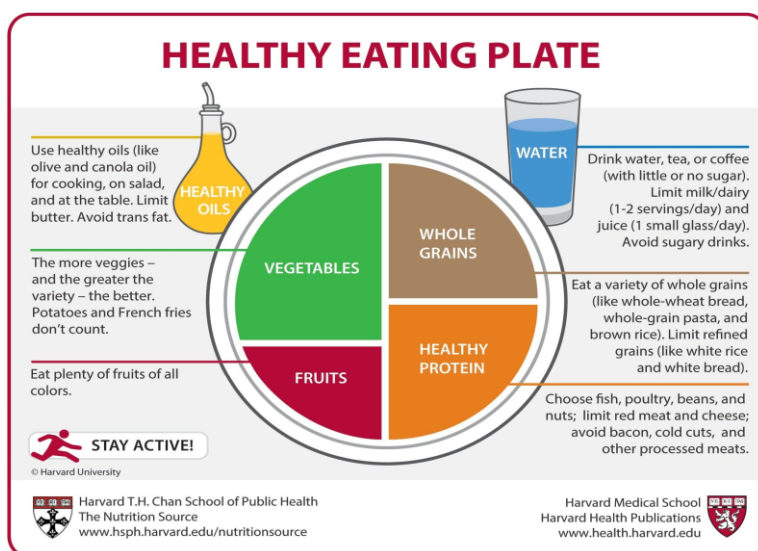 HEALTHY EATING PLATE
Use healthy oils (like
olive and canola oil)
for cooking, on salad,
and at the table. Limit
butter. Avoid trans fat.
HEALTHY
OILS
WATER
Drink water, tea, or coffee
(with little or no sugar).
Limit milk/dairy
(1-2 servings/day) and
juice (1 small glass/day).
Avoid sugary drinks.
The more veggies –
and the greater the
variety – the better.
Potatoes and French fries
don't count.
VEGETABLES
WHOLE
GRAINS
Eat a variety of whole grains
(like whole-wheat bread,
whole-grain pasta, and
brown rice). Limit refined
grains (like white rice
and white bread).
Eat plenty of fruits of all
colors.
FRUITS
HEALTHY
PROTEIN
Choose fish, poultry, beans, and
nuts; limit red meat and cheese;
avoid bacon, cold cuts, and
other processed meats.
STAY ACTIVE!
© Harvard University
Harvard T.H. Chan School of Public Health
The Nutrition Source
www.hsph.harvard.edu/nutritionsource
Harvard Medical School
Harvard Health Publications
www.health.harvard.edu